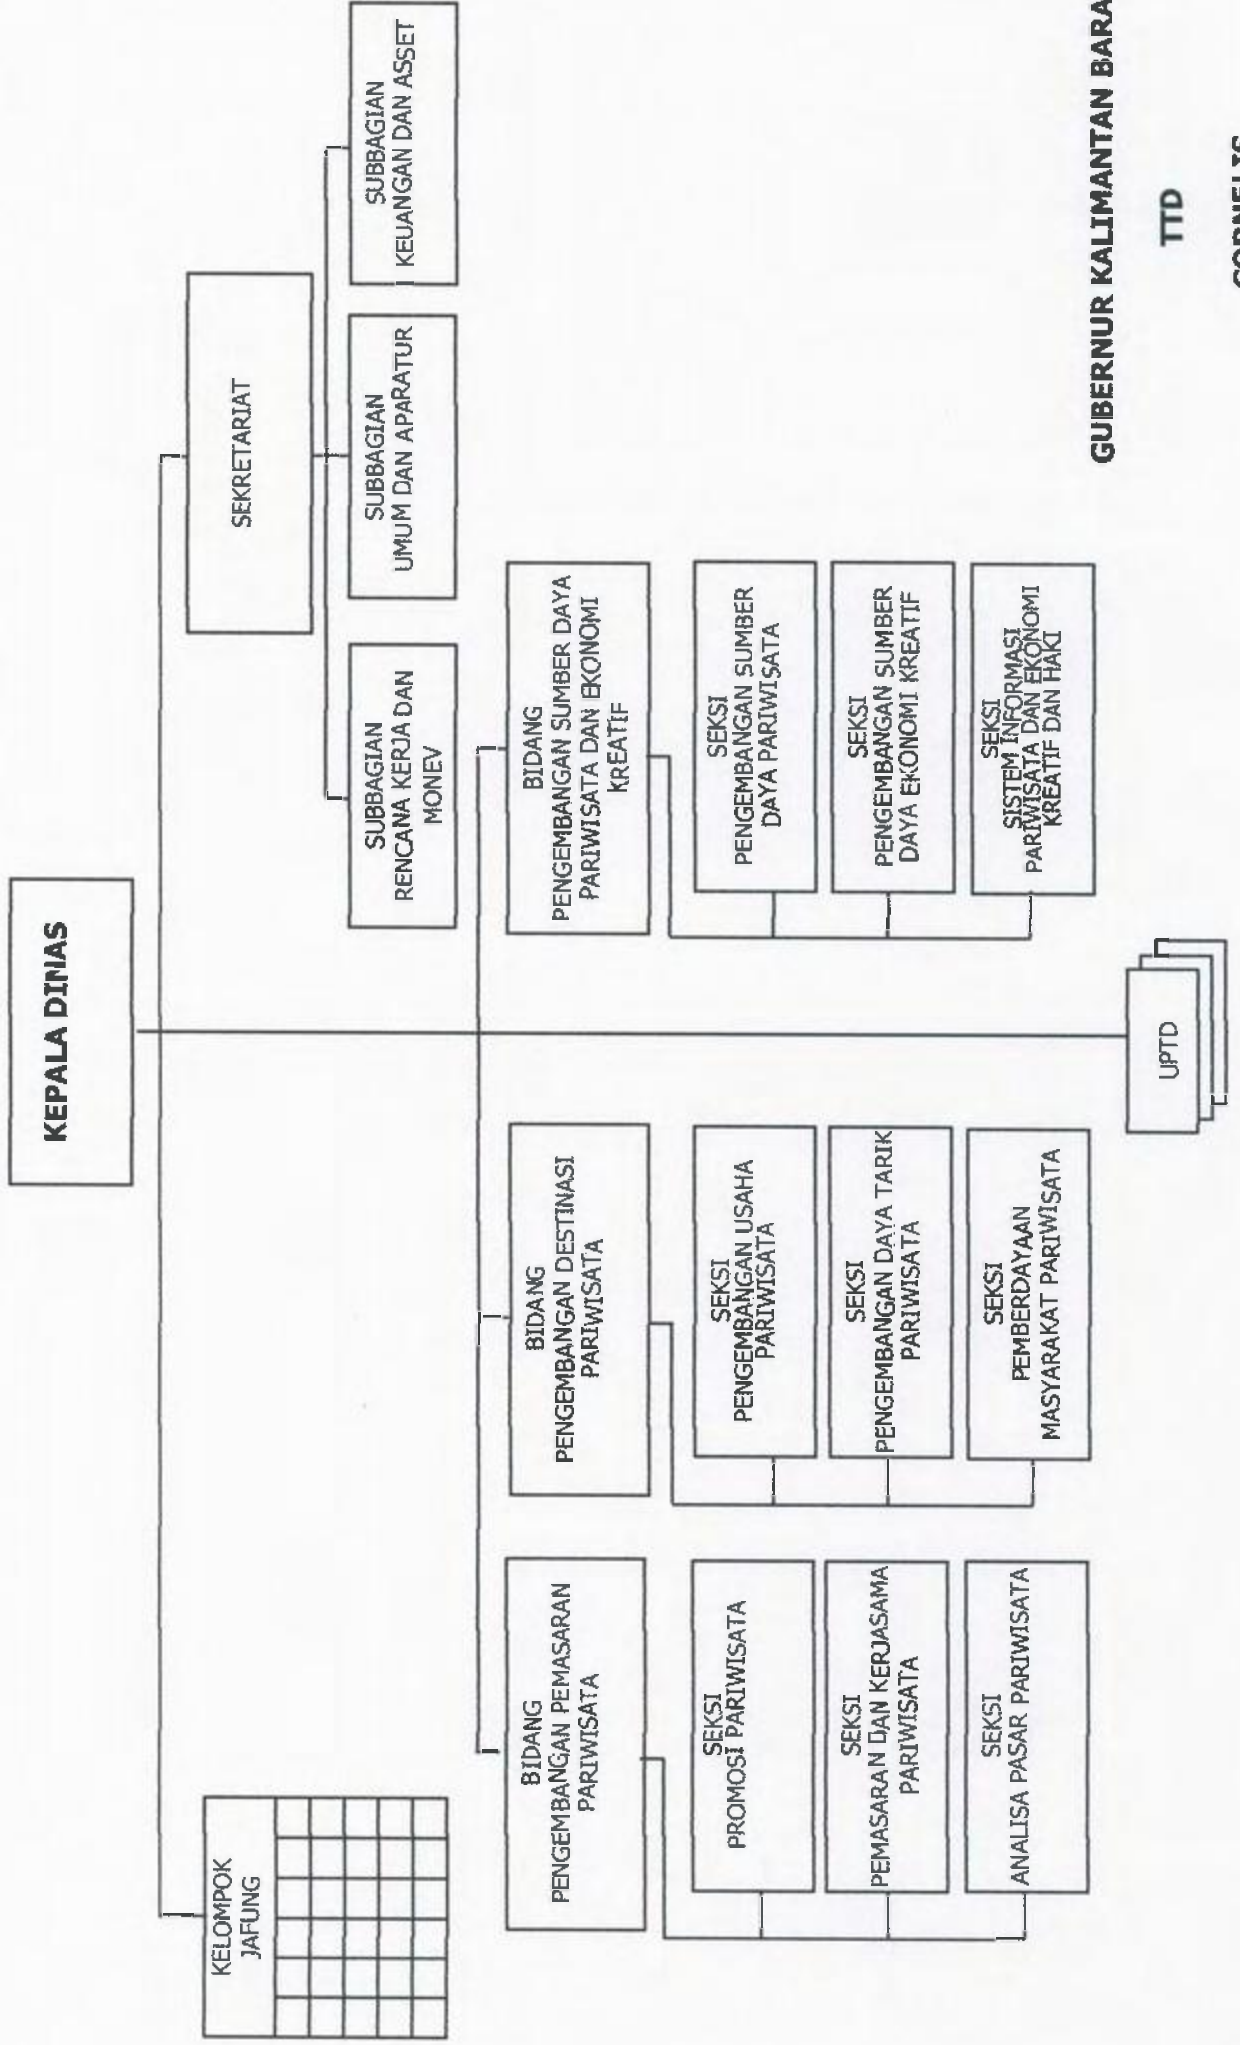 KEPALA DINAS
KELOMPOK
JAFUNG
SEKRETARIAT
SUBBAGIAN
RENCANA KERJA DAN
MONEV
SUBBAGIAN
UMUM DAN APARATUR
SUBBAGIAN
KEUANGAN DAN ASSET
BIDANG
PENGEMBANGAN PEMASARAN
PARIWISATA
SEKSI
PROMOSI PARIWISATA
SEKSI
PEMASARAN DAN KERJASAMA
PARIWISATA
SEKSI
ANALISA PASAR PARIWISATA
BIDANG
PENGEMBANGAN DESTINASI
PARIWISATA
SEKSI
PENGEMBANGAN USAHA
PARIWISATA
SEKSI
PENGEMBANGAN DAYA TARIK
PARIWISATA
SEKSI
PEMBERDAYAAN
MASYARAKAT PARIWISATA
BIDANG
PENGEMBANGAN SUMBER DAYA
PARIWISATA DAN EKONOMI
KREATIF
SEKSI
PENGEMBANGAN SUMBER
DAYA PARIWISATA
SEKSI
PENGEMBANGAN SUMBER
DAYA EKONOMI KREATIF
SEKSI
SISTEM INFORMASI
PARIWISATA DAN EKONOMI
KREATIF DAN HAKI
UPTD
GUBERNUR KALIMANTAN BARA
TTD
CORNELIS